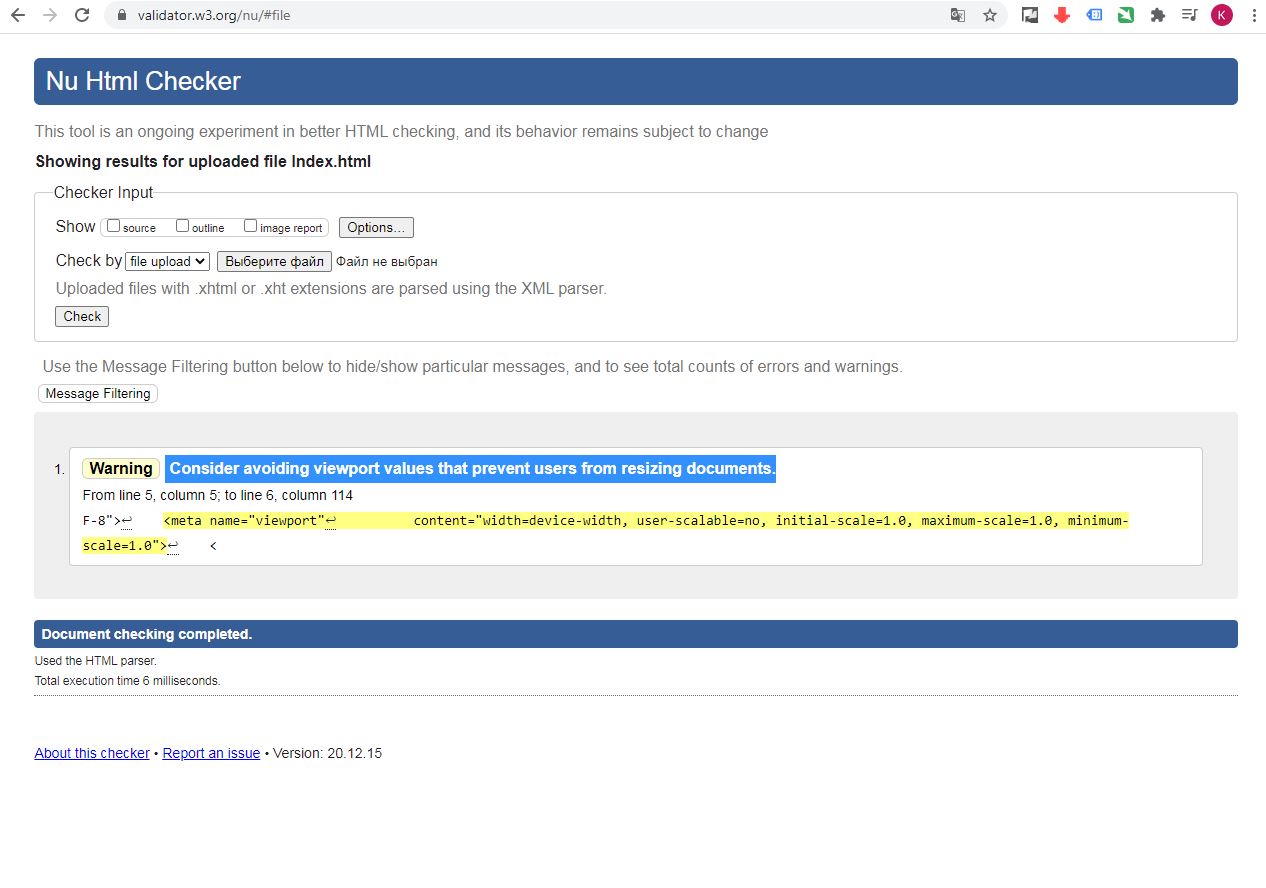 validator.w3.org/nu/#file
K
Nu Html Checker
This tool is an ongoing experiment in better HTML checking, and its behavior remains subject to change
Showing results for uploaded file Index.html
Checker Input
Show source outline image report Options...
Check by file upload Выберите файл Файл не выбран
Uploaded files with .xhtml or .xht extensions are parsed using the XML parser.
Check
Use the Message Filtering button below to hide/show particular messages, and to see total counts of errors and warnings.
Message Filtering
1. Warning Consider avoiding viewport values that prevent users from resizing documents.
From line 5, column 5; to line 6, column 114
F-8">↩ <meta name="viewport"↩ content="width=device-width, user-scalable=no, initial-scale=1.0, maximum-scale=1.0, minimum-
scale=1.0">↩ <
Document checking completed.
Used the HTML parser.
Total execution time 6 milliseconds.
About this checker • Report an issue • Version: 20.12.15